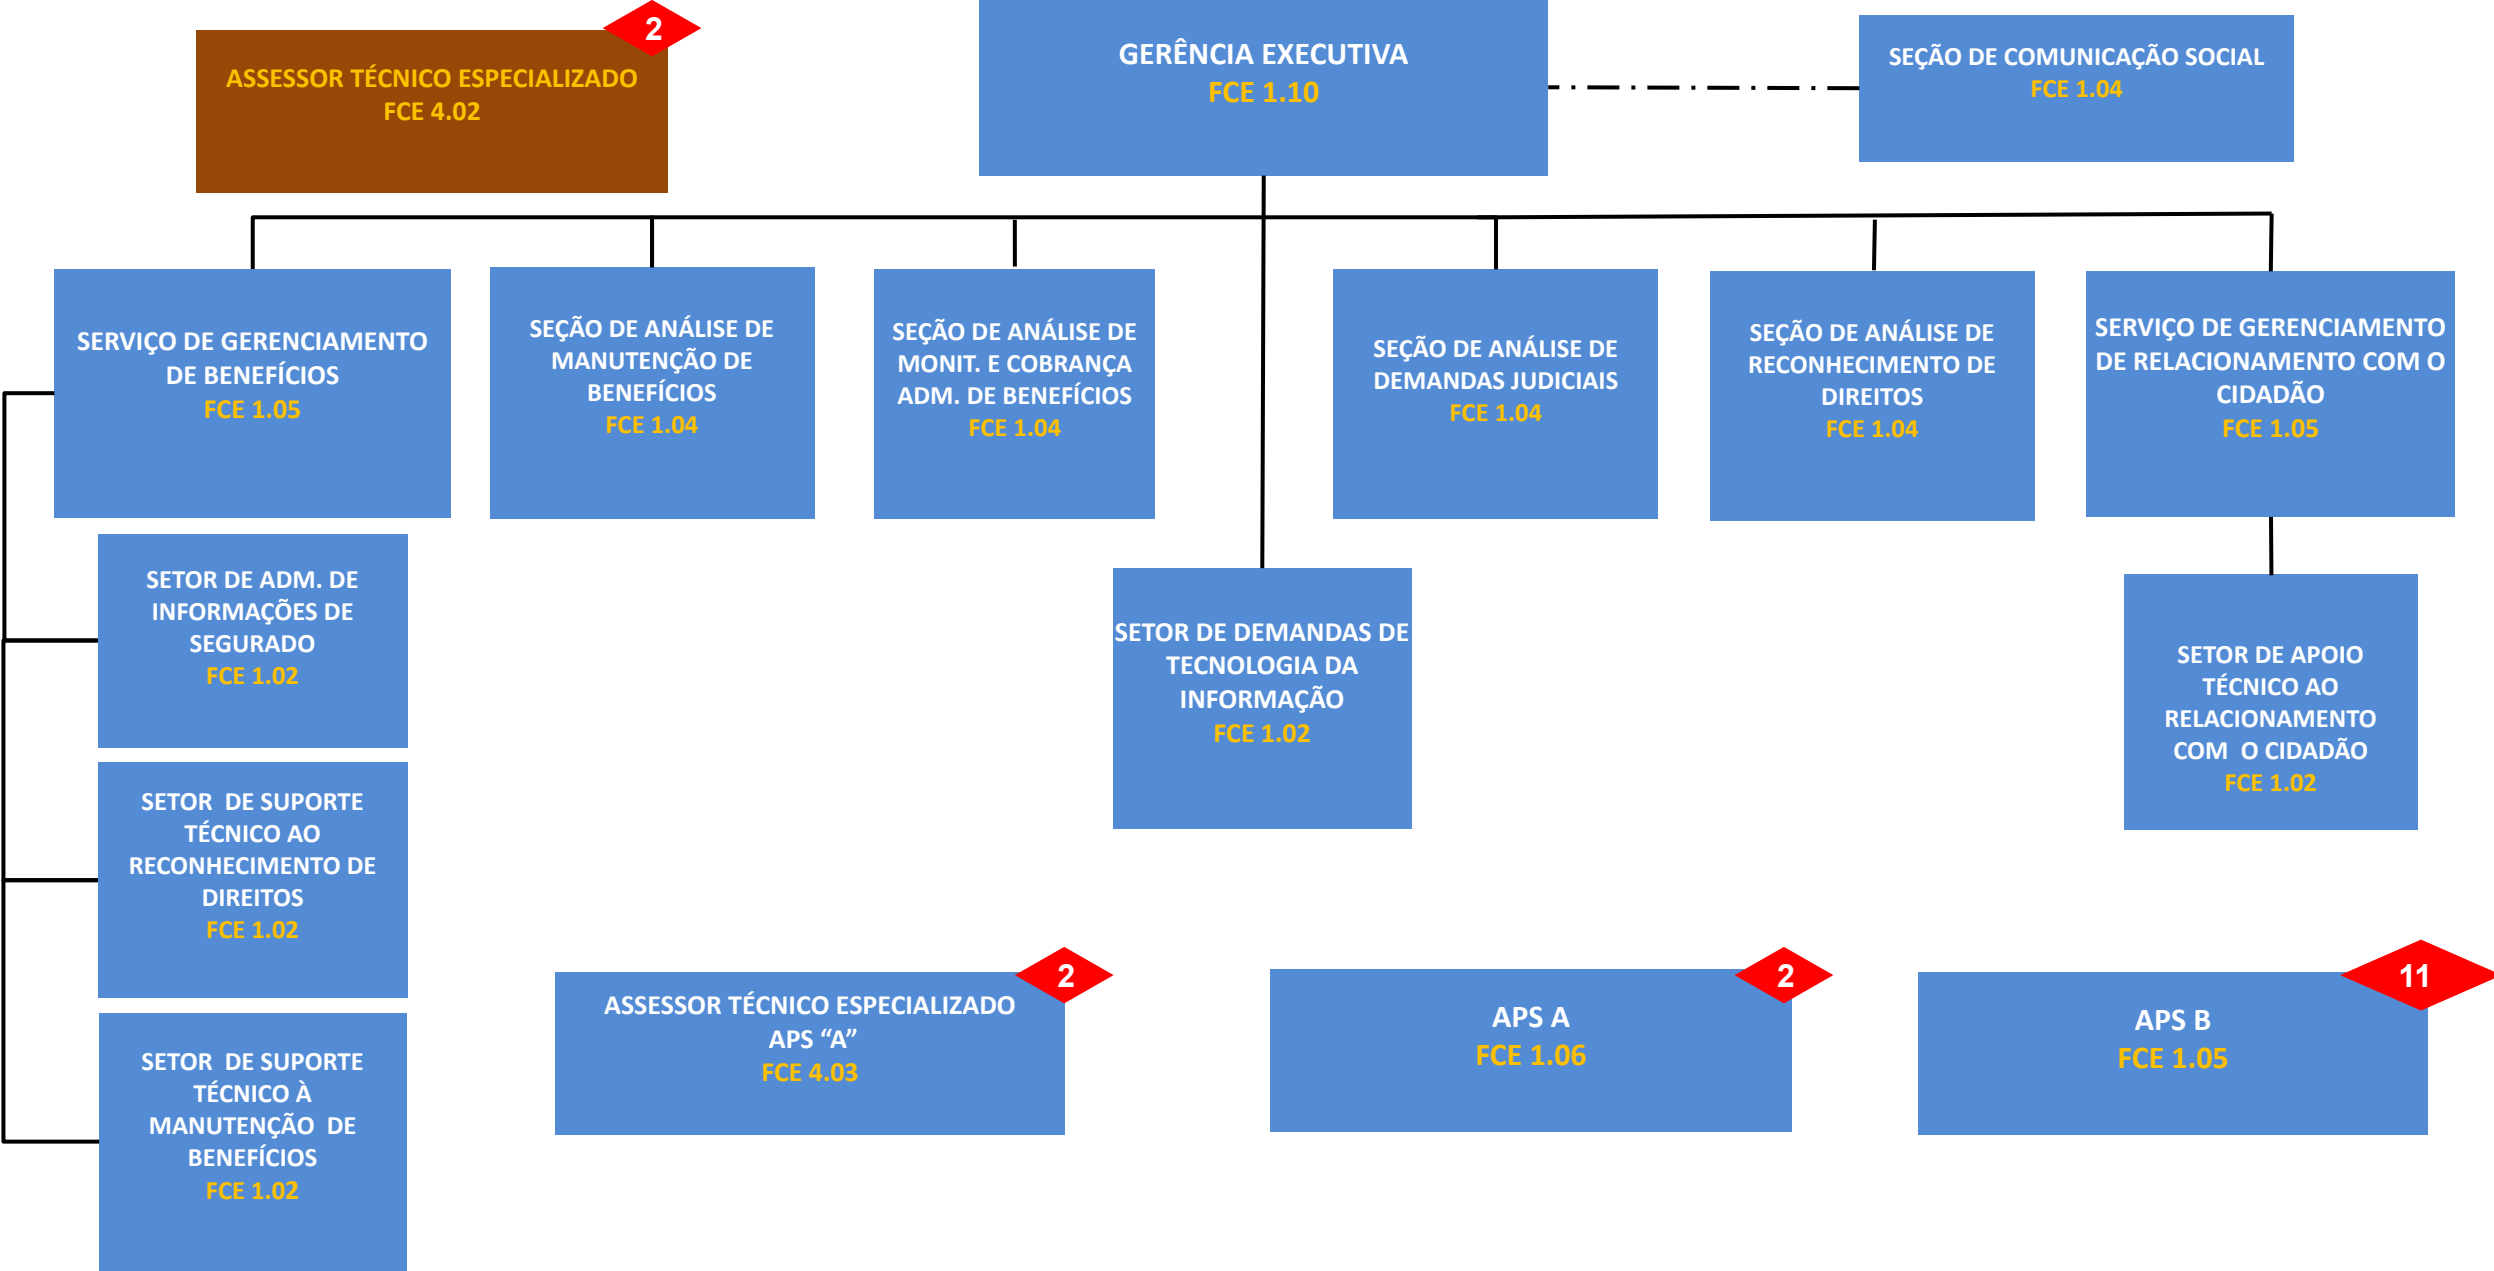 2
ASSESSOR TÉCNICO ESPECIALIZADO
FCE 4.02
GERÊNCIA EXECUTIVA
FCE 1.10
SEÇÃO DE COMUNICAÇÃO SOCIAL
FCE 1.04
SERVIÇO DE GERENCIAMENTO
DE BENEFÍCIOS
FCE 1.05
SEÇÃO DE ANÁLISE DE
MANUTENÇÃO DE
BENEFÍCIOS
FCE 1.04
SEÇÃO DE ANÁLISE DE
MONIT. E COBRANÇA
ADM. DE BENEFÍCIOS
FCE 1.04
SEÇÃO DE ANÁLISE DE
DEMANDAS JUDICIAIS
FCE 1.04
SEÇÃO DE ANÁLISE DE
RECONHECIMENTO DE
DIREITOS
FCE 1.04
SERVIÇO DE GERENCIAMENTO
DE RELACIONAMENTO COM O
CIDADÃO
FCE 1.05
SETOR DE ADM. DE
INFORMAÇÕES DE
SEGURADO
FCE 1.02
SETOR DE DEMANDAS DE
TECNOLOGIA DA
INFORMAÇÃO
FCE 1.02
SETOR DE APOIO
TÉCNICO AO
RELACIONAMENTO
COM  O CIDADÃO
FCE 1.02
SETOR  DE SUPORTE
TÉCNICO AO
RECONHECIMENTO DE
DIREITOS
FCE 1.02
SETOR  DE SUPORTE
TÉCNICO À
MANUTENÇÃO  DE
BENEFÍCIOS
FCE 1.02
2
ASSESSOR TÉCNICO ESPECIALIZADO
APS “A”
FCE 4.03
2
APS A
FCE 1.06
11
APS B
FCE 1.05